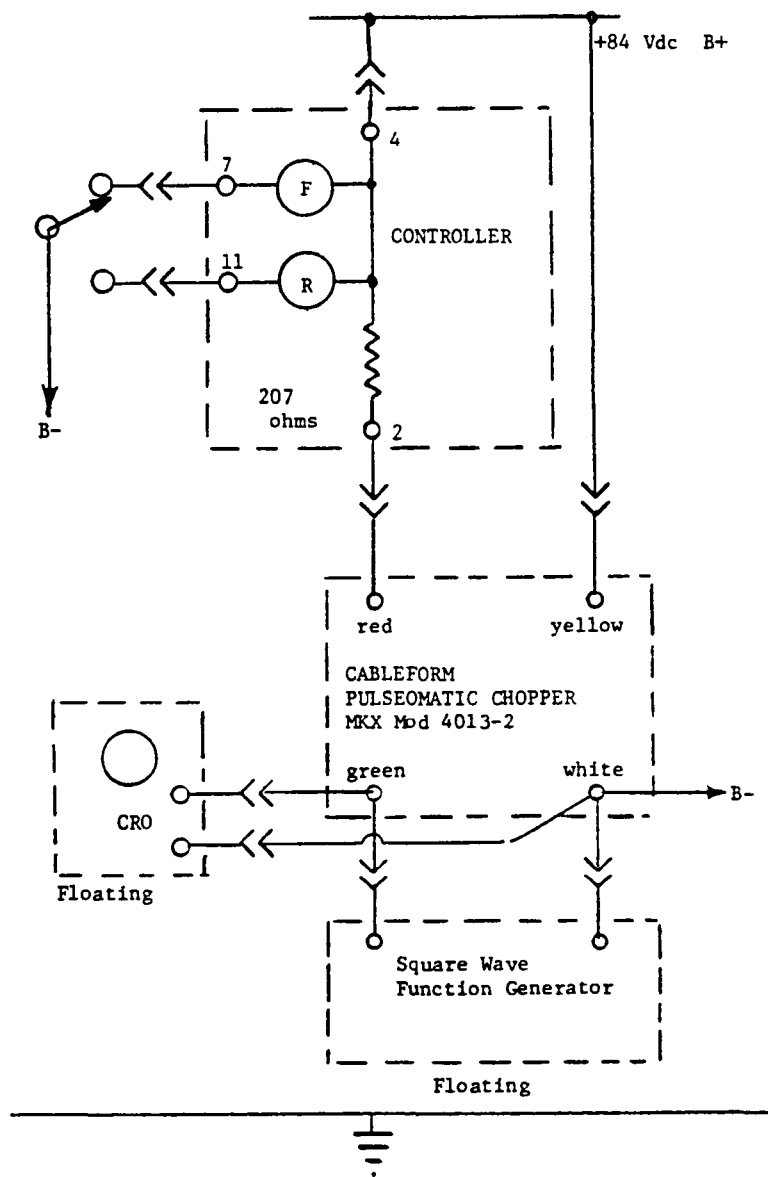 +84 Vdc B+
4
7
F
CONTROLLER
11
R
207
ohms
B-
2
red
yellow
CABLEFORM
PULSEOMATIC CHOPPER
MKX Mod 4013-2
green
white
B-
CRO
Floating
Square Wave
Function Generator
Floating